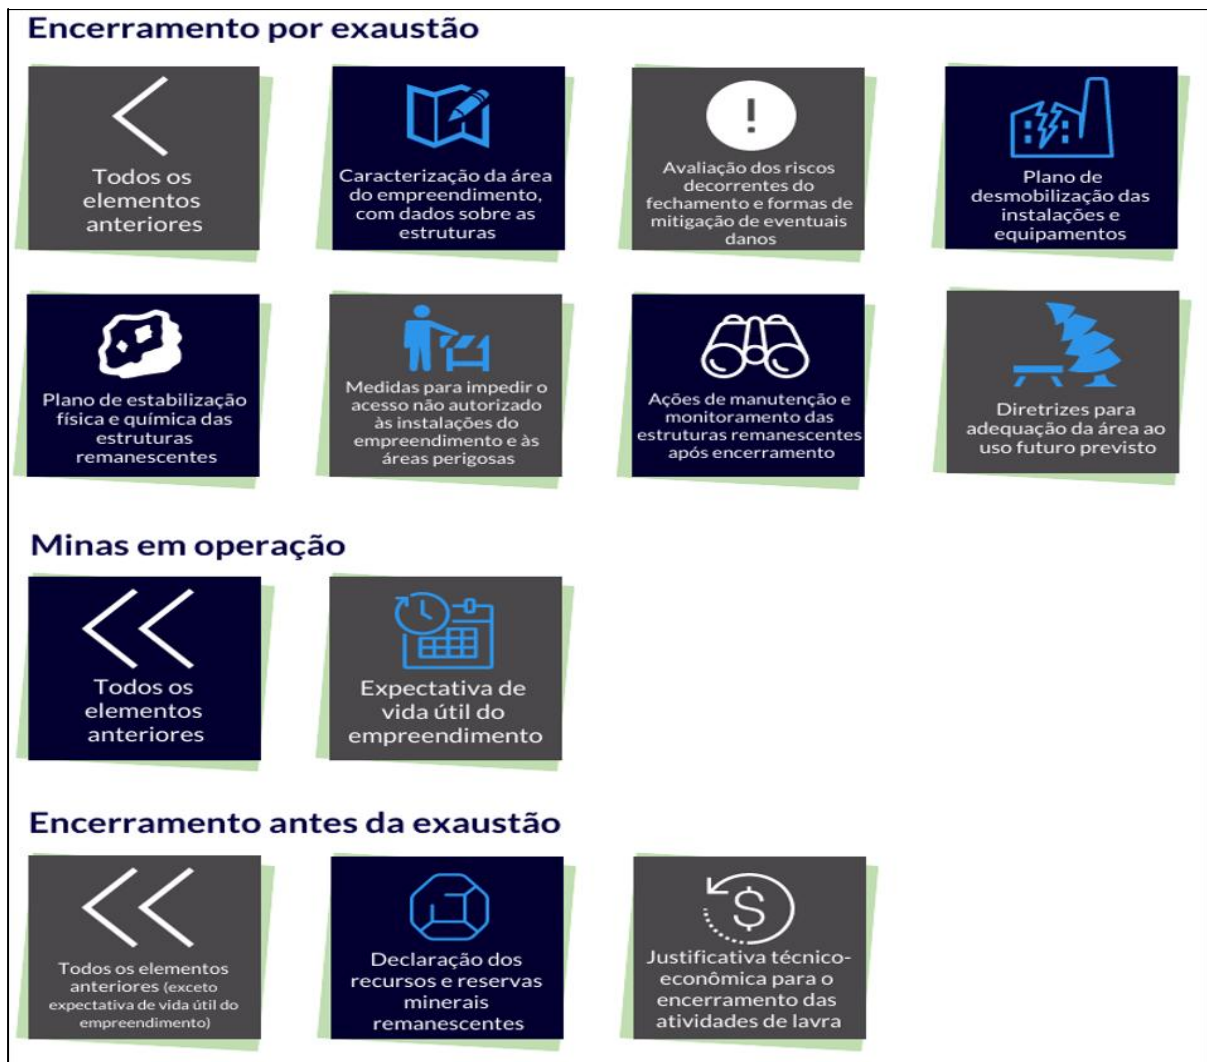 Encerramento por exaustão
Todos os
elementos
anteriores
Caracterização da área
do empreendimento,
com dados sobre as
estruturas
!
Avaliação dos riscos
decorrentes do
fechamento e formas de
mitigação de eventuais
danos
Plano de
desmobilização das
instalações e
equipamentos
Plano de estabilização
física e química das
estruturas
remanescentes
Medidas para impedir o
acesso não autorizado
às instalações do
empreendimento e às
áreas perigosas
Ações de manutenção e
monitoramento das
estruturas remanescentes
após encerramento
Diretrizes para
adequação da área ao
uso futuro previsto
Minas em operação
Todos os
elementos
anteriores
Expectativa de
vida útil do
empreendimento
Encerramento antes da exaustão
Todos os elementos
anteriores (exceto
expectativa de vida útil do
empreendimento)
Declaração dos
recursos e reservas
minerais
remanescentes
$
Justificativa técnico-
econômica para o
encerramento das
atividades de lavra